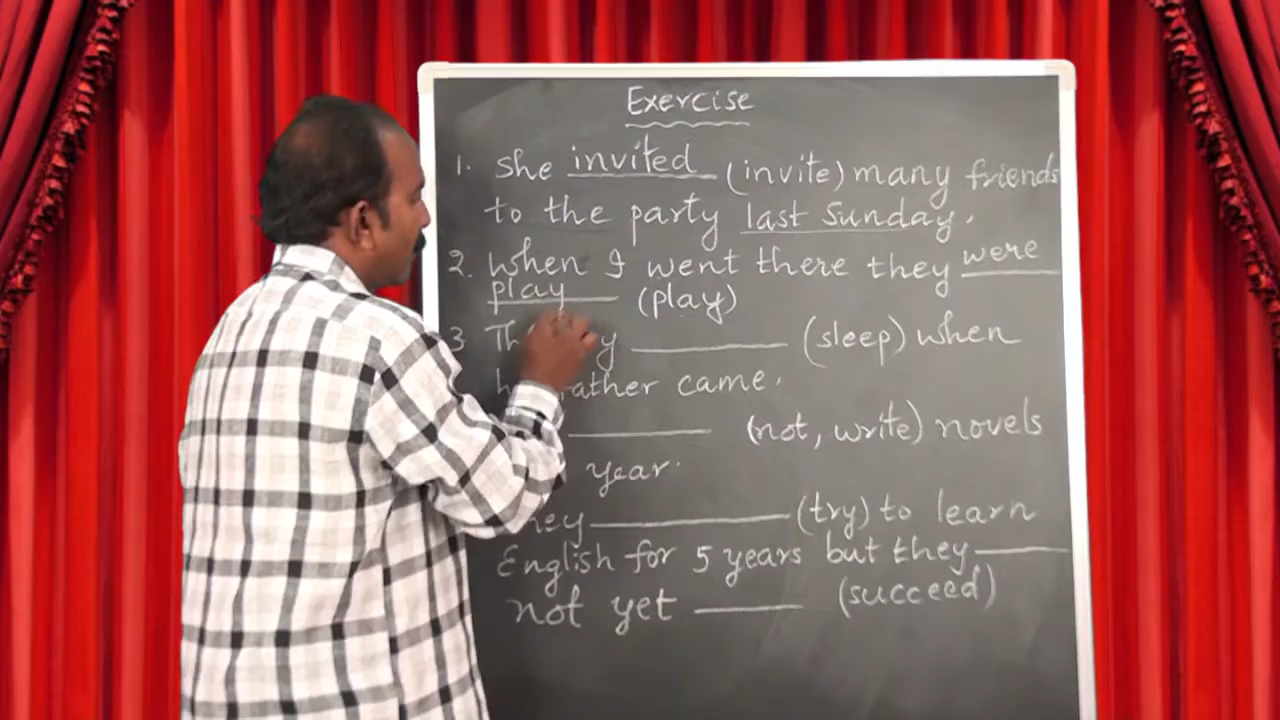 Exercise
1. She invited (invite) many friends
to the party last Sunday.
2. When I went there they were
play (play)
3 (sleep) when
father came.
(not, write) novels
year.
They (try) to learn
English for 5 years but they
not yet (succeed)